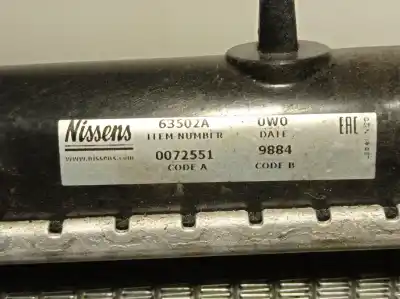 Nissens
www.nissens.com
63502A
ITEM NUMBER
0072551
CODE A
0W0
DATE
9884
CODE B
EAC